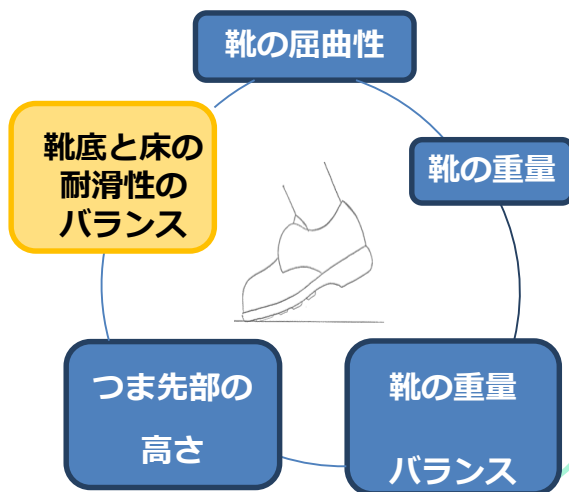 靴の屈曲性
靴の重量
靴の重量
バランス
つま先部の
高さ
靴底と床の
耐滑性の
バランス